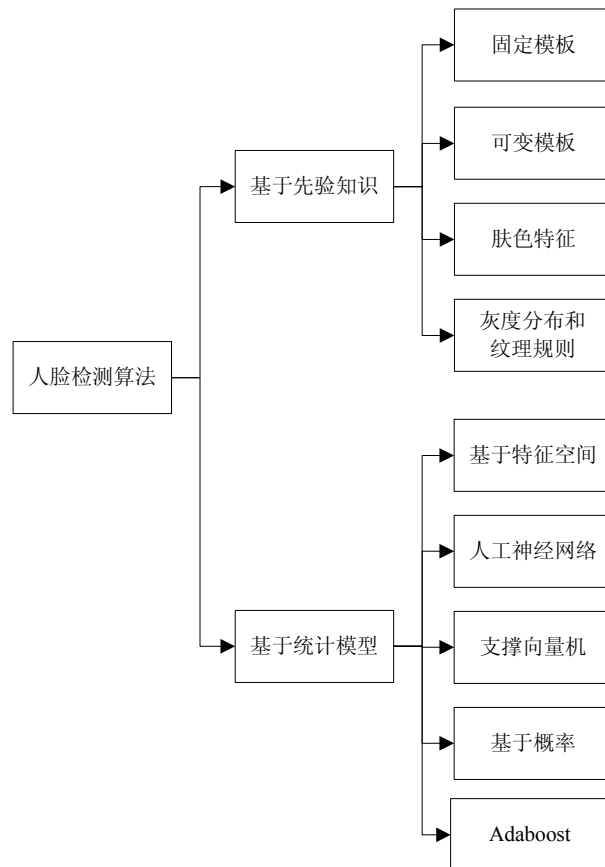 固定模板
可变模板
基于先验知识
肤色特征
灰度分布和
纹理规则
人脸检测算法
基于特征空间
人工神经网络
基于统计模型
支撑向量机
基于概率
Adaboost